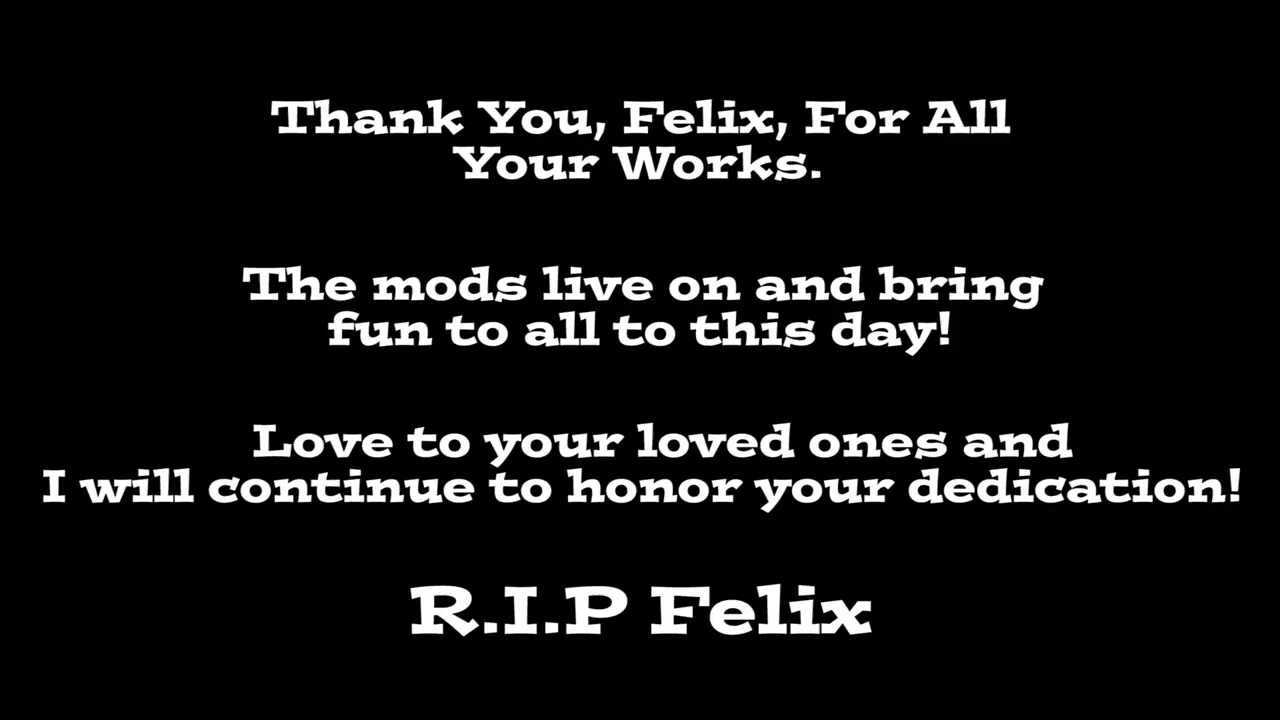 Thank You, Felix, For All
Your Works.
The mods live on and bring
fun to all to this day!
Love to your loved ones and
I will continue to honor your dedication!
R.I.P Felix